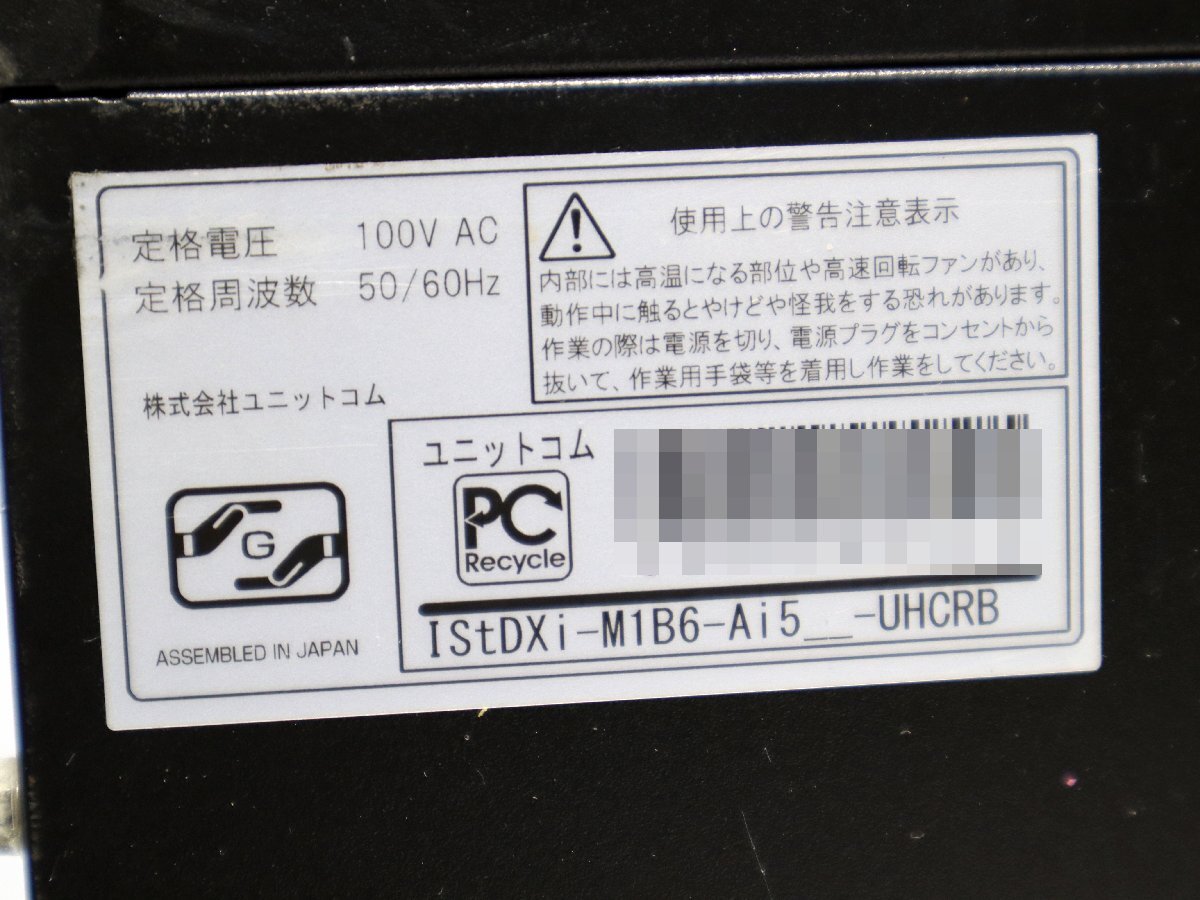 定格電圧 100V AC
定格周波数 50/60Hz
使用上の警告注意表示
内部には高温になる部位や高速回転ファンがあり、
動作中に触るとやけどや怪我をする恐れがあります。
作業の際は電源を切り、電源プラグをコンセントから
抜いて、作業用手袋等を着用し作業をしてください。
株式会社ユニットコム
ユニットコム
PC
Recycle
G
IStDXi-M1B6-Ai5__-UHCRB
ASSEMBLED IN JAPAN